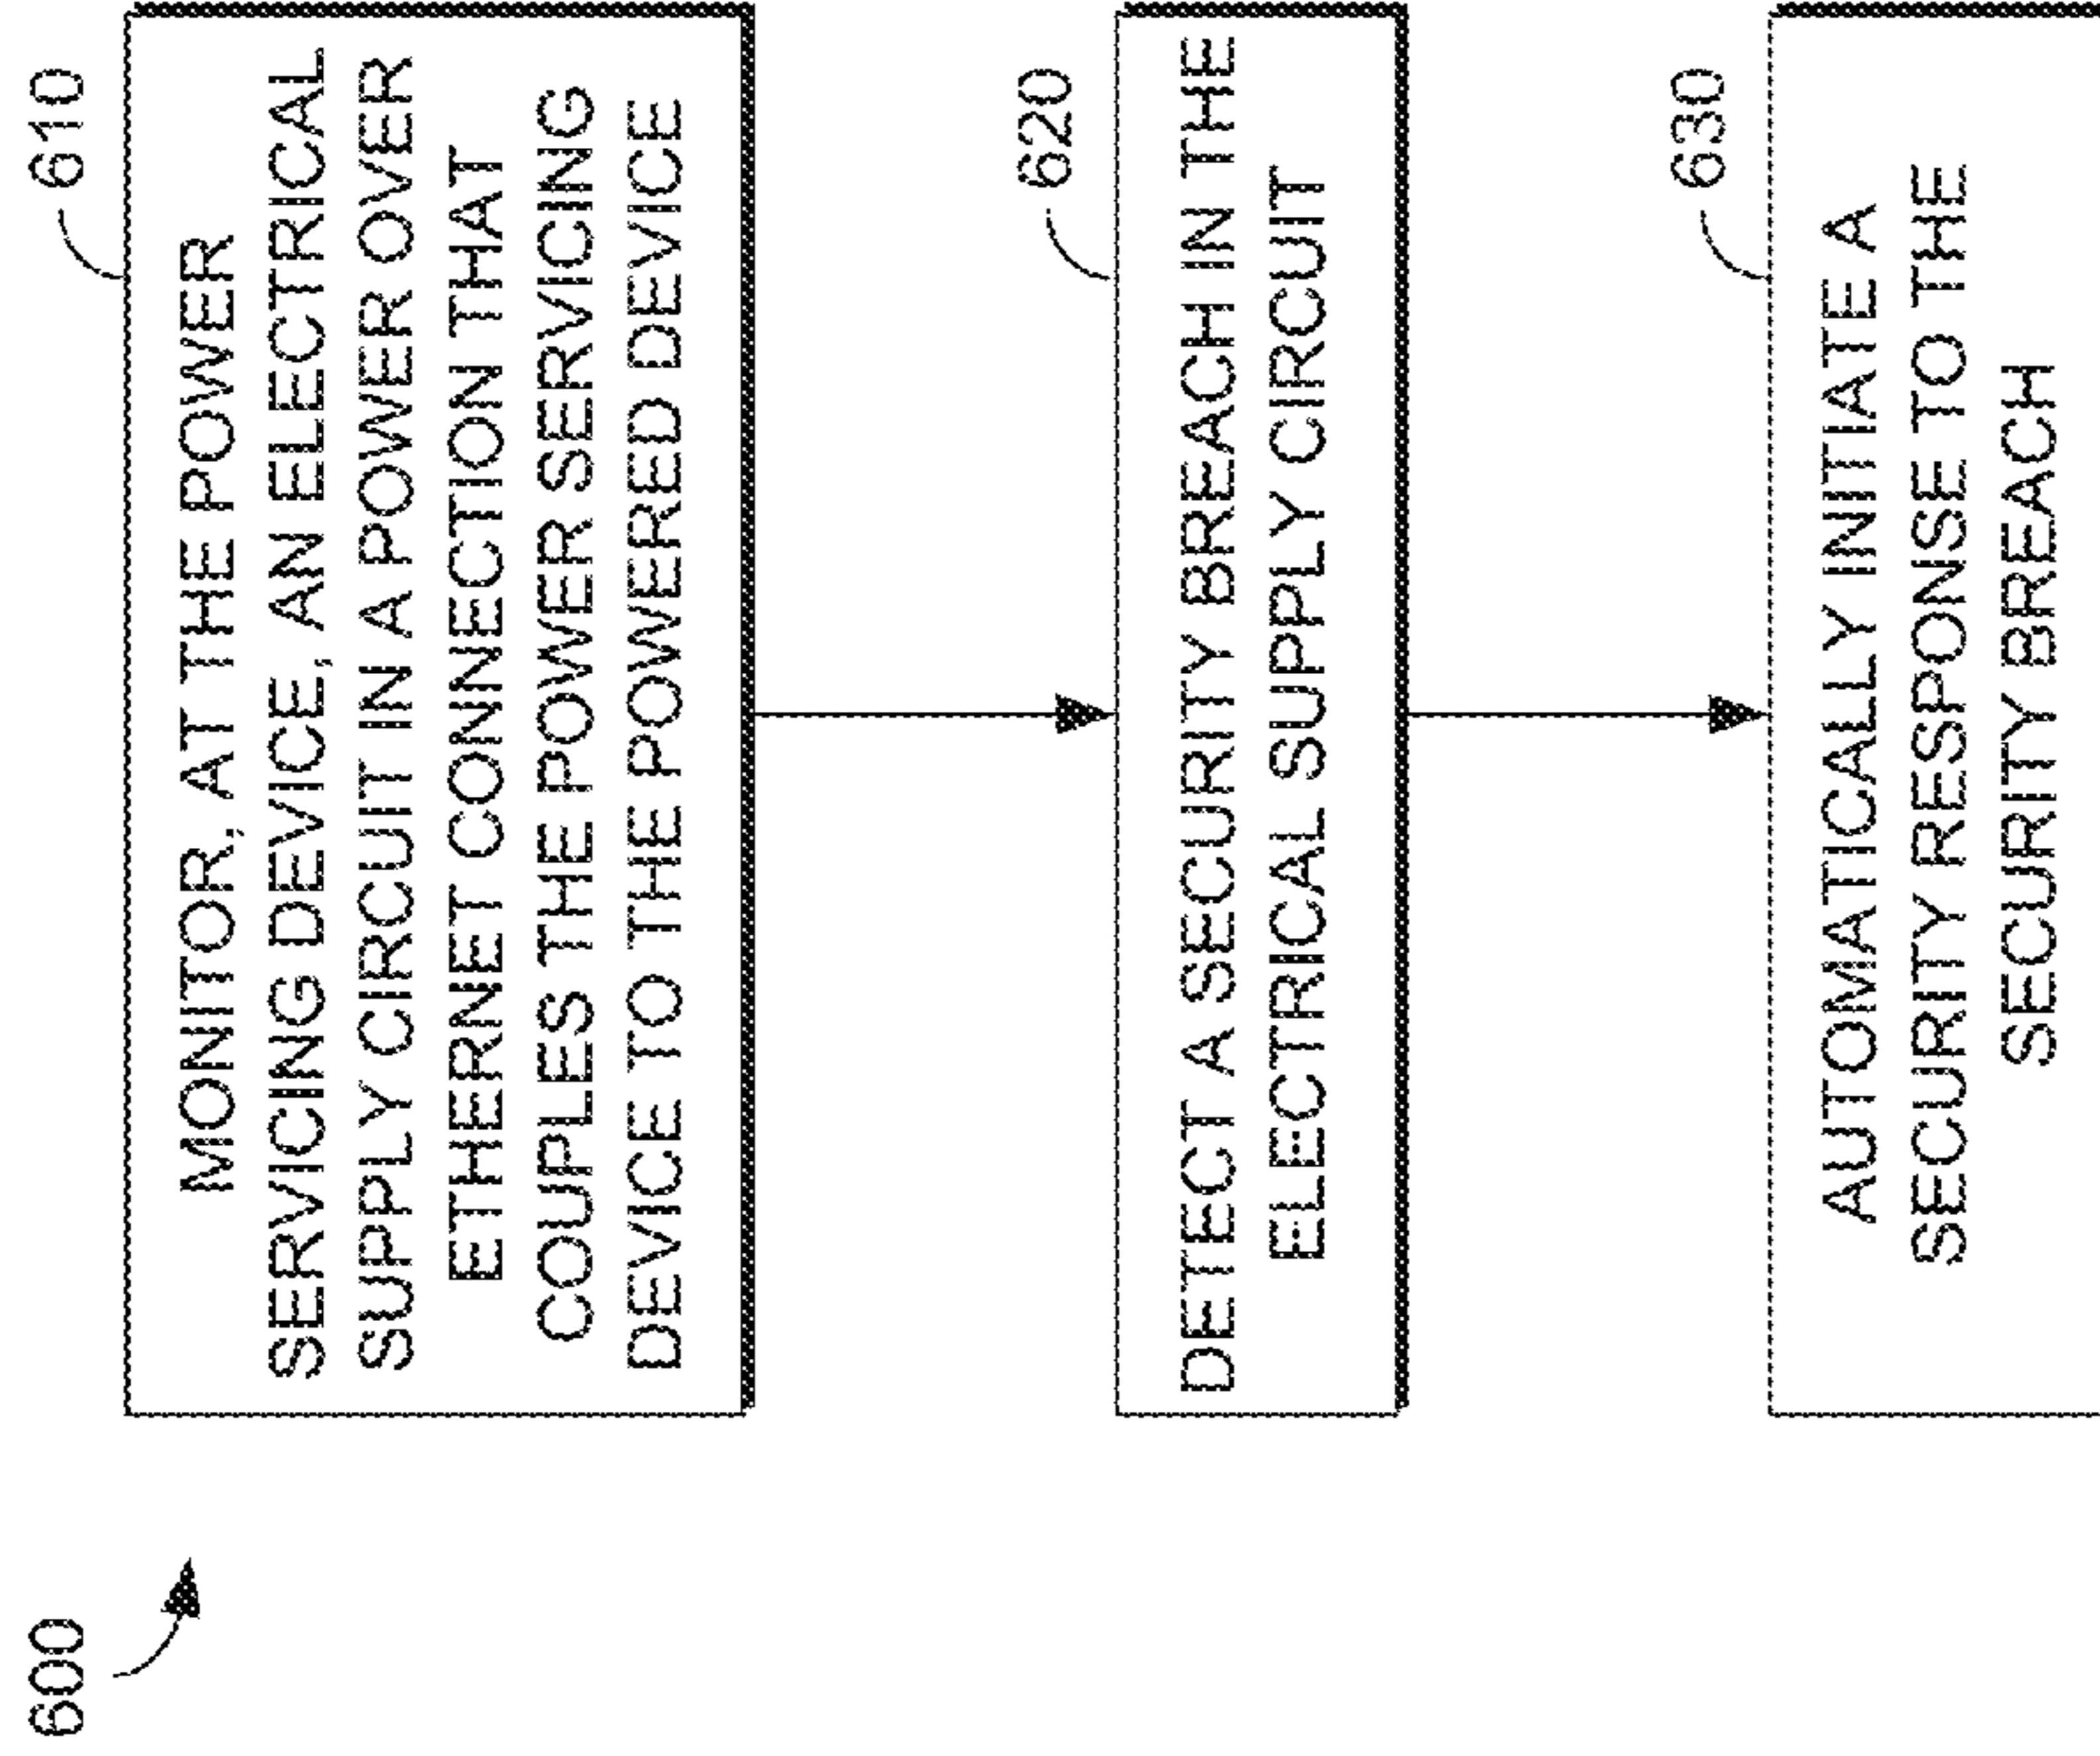 600
610
MONITOR, AT THE POWER
SERVICING DEVICE, AN ELECTRICAL
SUPPLY CIRCUIT IN A POWER OVER
ETHERNET CONNECTION THAT
COUPLES THE POWER SERVICING
DEVICE TO THE POWERED DEVICE
620
DETECT A SECURITY BREACH IN THE
ELECTRICAL SUPPLY CIRCUIT
630
AUTOMATICALLY INITIATE A
SECURITY RESPONSE TO THE
SECURITY BREACH